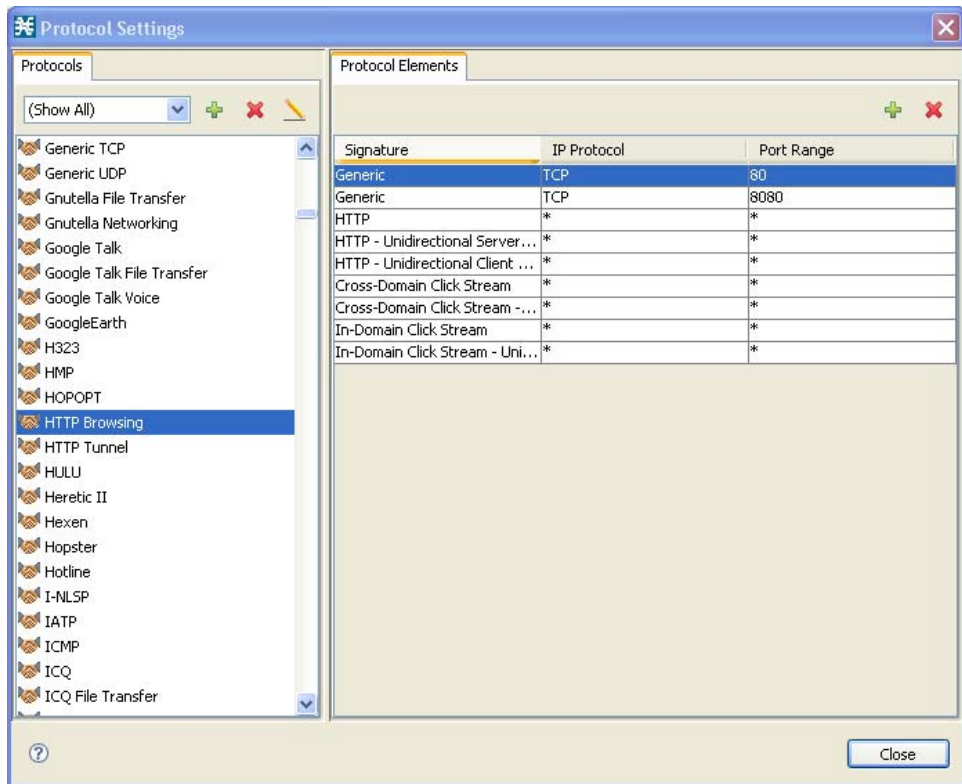 Protocol Settings
Protocols
(Show All)
Generic TCP
Generic UDP
Gnutella File Transfer
Gnutella Networking
Google Talk
Google Talk File Transfer
Google Talk Voice
GoogleEarth
H323
HMP
HOPOPT
HTTP Browsing
HTTP Tunnel
HULU
Heretic II
Hexen
Hopster
Hotline
I-NLSP
IATP
ICMP
ICQ
ICQ File Transfer
Protocol Elements
Signature IP Protocol Port Range
Generic TCP 80
Generic TCP 8080
HTTP * *
HTTP - Unidirectional Server... * *
HTTP - Unidirectional Client ... * *
Cross-Domain Click Stream * *
Cross-Domain Click Stream -... * *
In-Domain Click Stream * *
In-Domain Click Stream - Uni... * *
?
Close